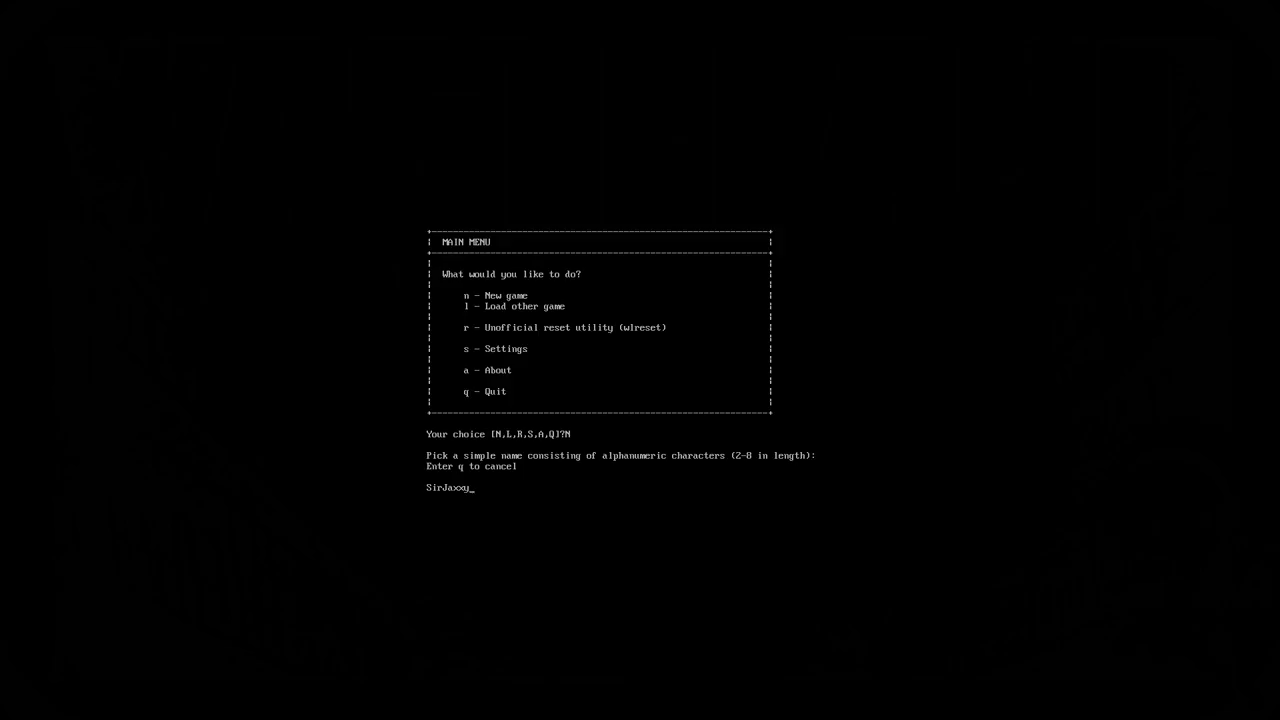 MAIN MENU
What would you like to do?
n - New game
l - Load other game
r - Unofficial reset utility (wlreset)
s - Settings
a - About
q - Quit
Your choice [N,L,R,S,A,Q]?N
Pick a simple name consisting of alphanumeric characters (2-8 in length):
Enter q to cancel
SirJaxxy_